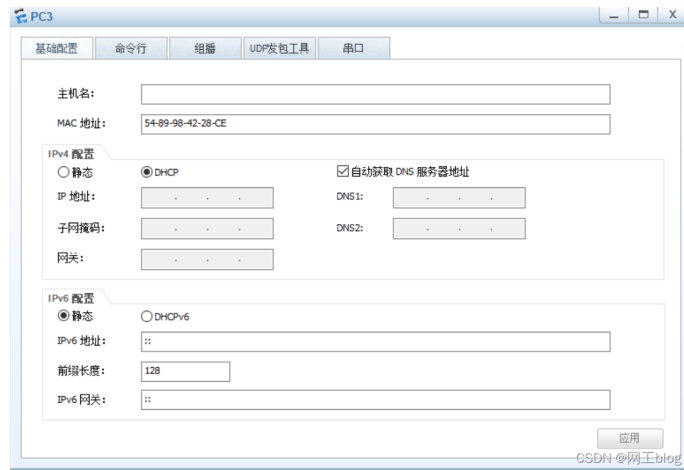 PC3
基础配置 命令行 组播 UDP发包工具 串口
主机名:
MAC 地址: 54-89-98-42-28-CE
IPv4 配置
静态 DHCP 自动获取 DNS 服务器地址
IP 地址: . . . DNS1: . . .
子网掩码: . . . DNS2: . . .
网关: . . .
IPv6 配置
静态 DHCPv6
IPv6 地址: ::
前缀长度: 128
IPv6 网关: ::
应用
CSDN @网工blog